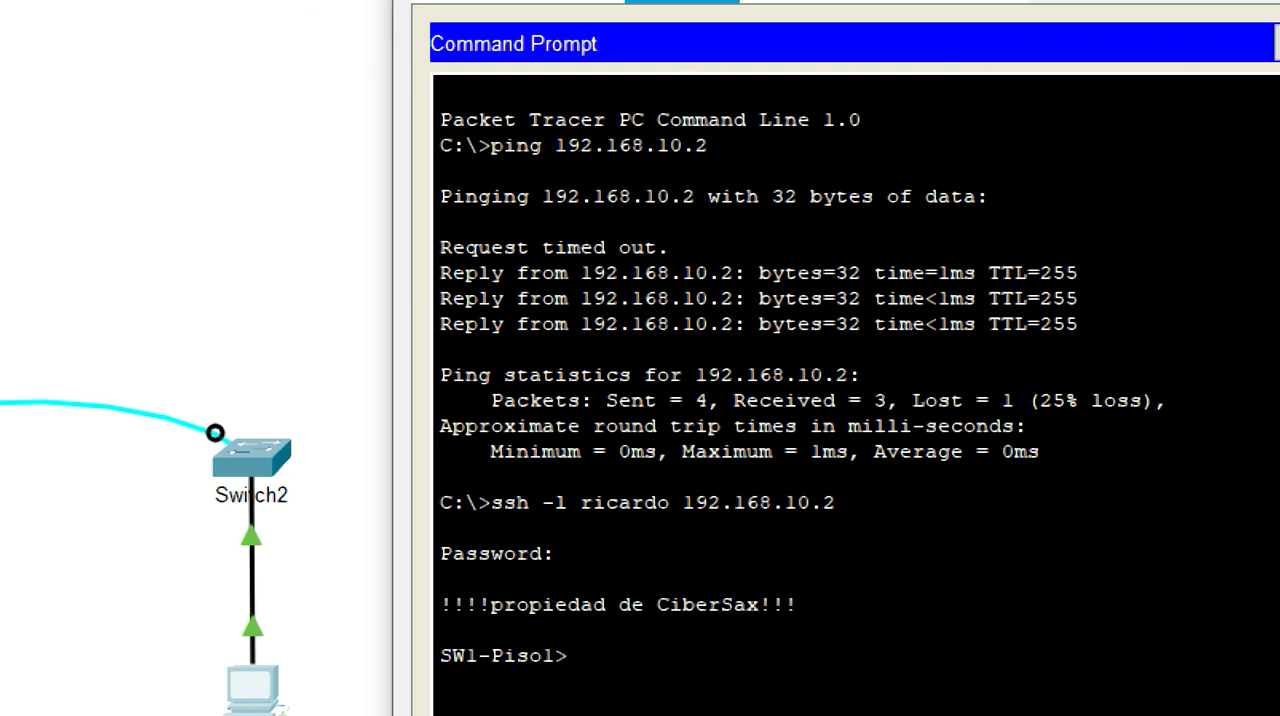 Command Prompt
Packet Tracer PC Command Line 1.0
C:\>ping 192.168.10.2
Pinging 192.168.10.2 with 32 bytes of data:
Request timed out.
Reply from 192.168.10.2: bytes=32 time=1ms TTL=255
Reply from 192.168.10.2: bytes=32 time<1ms TTL=255
Reply from 192.168.10.2: bytes=32 time<1ms TTL=255
Ping statistics for 192.168.10.2:
Packets: Sent = 4, Received = 3, Lost = 1 (25% loss),
Approximate round trip times in milli-seconds:
Minimum = 0ms, Maximum = 1ms, Average = 0ms
C:\>ssh -l ricardo 192.168.10.2
Password:
!!!!propiedad de CiberSax!!!
SW1-Piso1>
Switch2